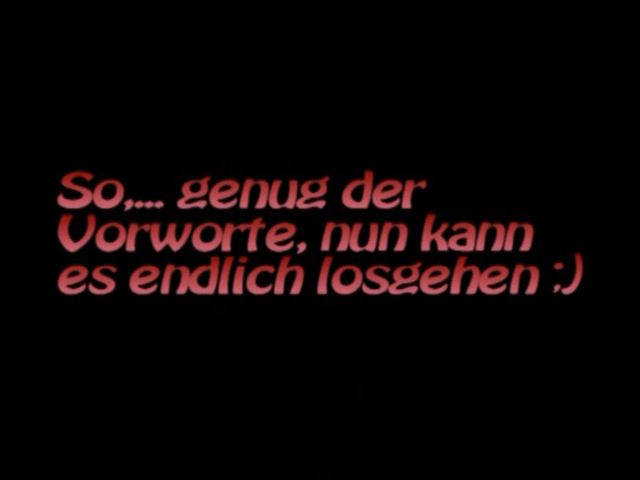 So,.... genug der
Vorworte, nun kann
es endlich losgehen ;)